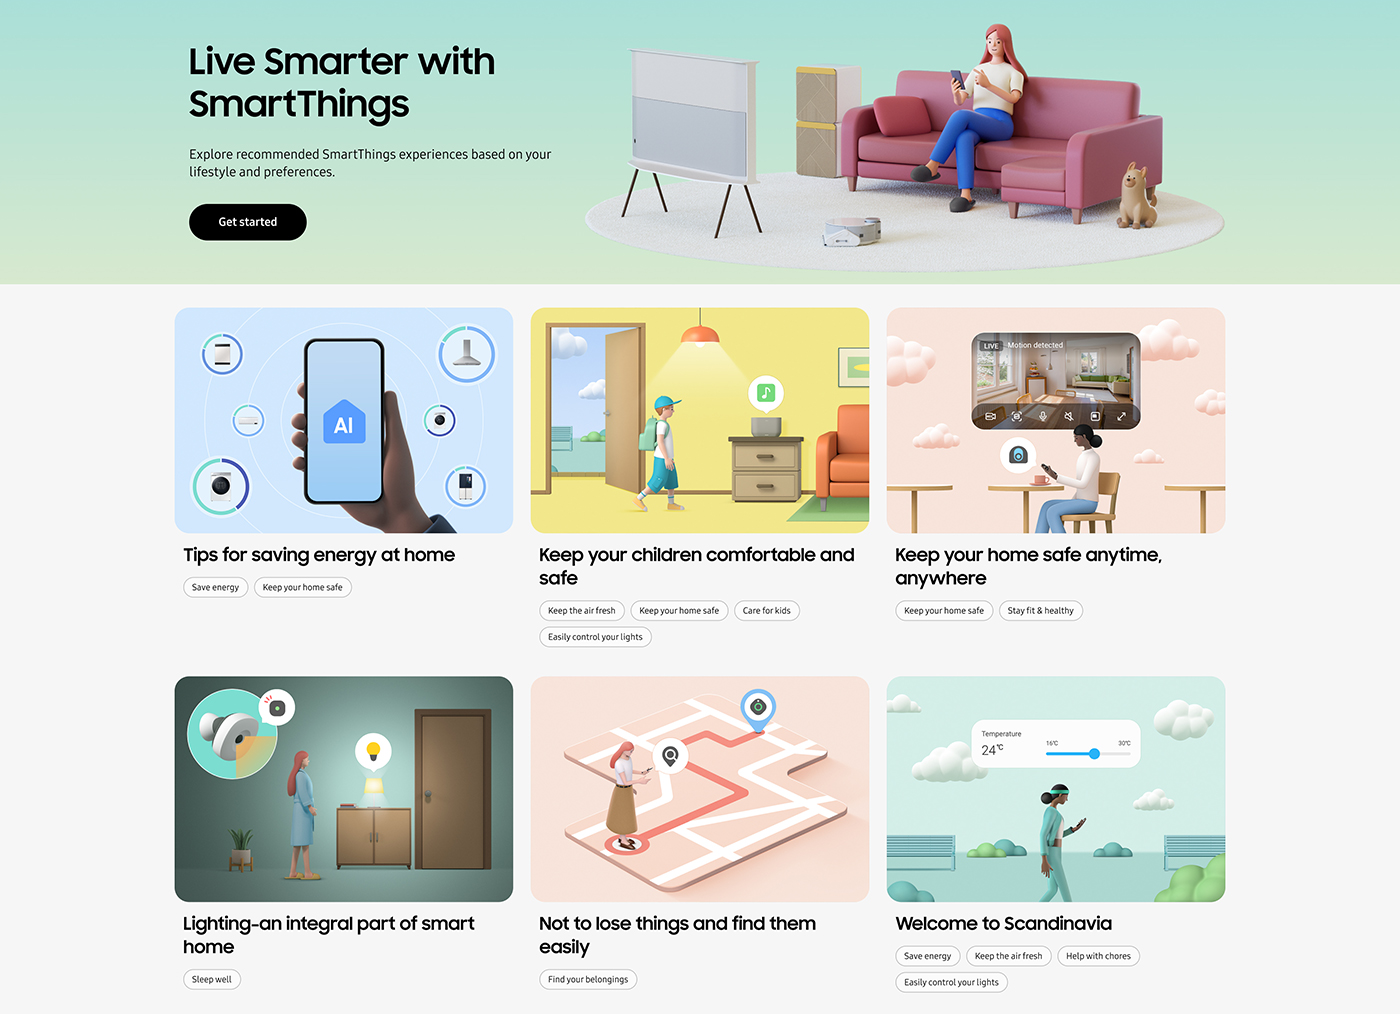 Live Smarter with
SmartThings
Explore recommended SmartThings experiences based on your
lifestyle and preferences.
Get started
AI
LIVE Motion detected
Tips for saving energy at home
Save energy
Keep your home safe
Keep your children comfortable and
safe
Keep the air fresh
Keep your home safe
Care for kids
Easily control your lights
Keep your home safe anytime,
anywhere
Keep your home safe
Stay fit & healthy
Temperature
24℃
16℃
30℃
Lighting-an integral part of smart
home
Sleep well
Not to lose things and find them
easily
Find your belongings
Welcome to Scandinavia
Save energy
Keep the air fresh
Help with chores
Easily control your lights